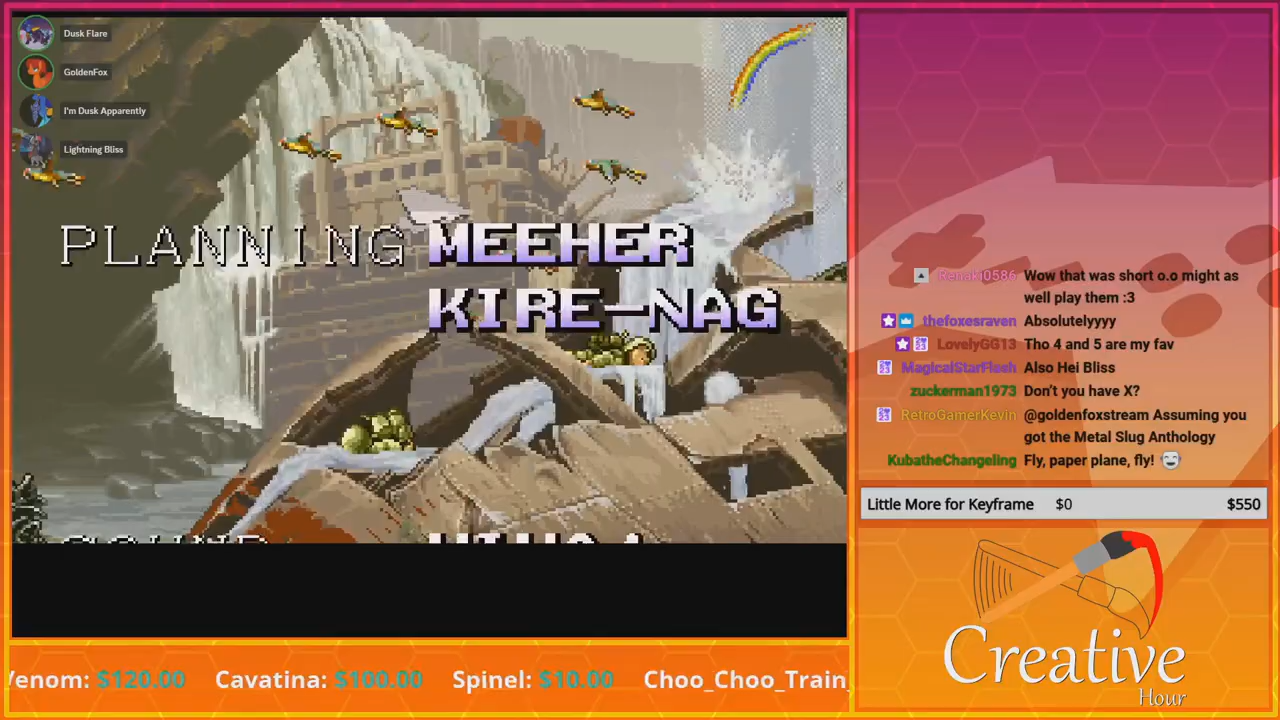 Dusk Flare
GoldenFox
I'm Dusk Apparently
Lightning Bliss
PLANNING MEEHER
KIRE-NAG
Renaki0586 Wow that was short o.o might as
well play them :3
thefoxesraven Absolutelyyyy
LovelyGG13 Tho 4 and 5 are my fav
MagicalStarFlash Also Hei Bliss
zuckerman1973 Don't you have X?
RetroGamerKevin @goldenfoxstream Assuming you
got the Metal Slug Anthology
KubatheChangeling Fly, paper plane, fly!
Little More for Keyframe $0 $550
Creative
Hour
Venom: $120.00 Cavatina: $100.00 Spinel: $10.00 Choo_Choo_Train_